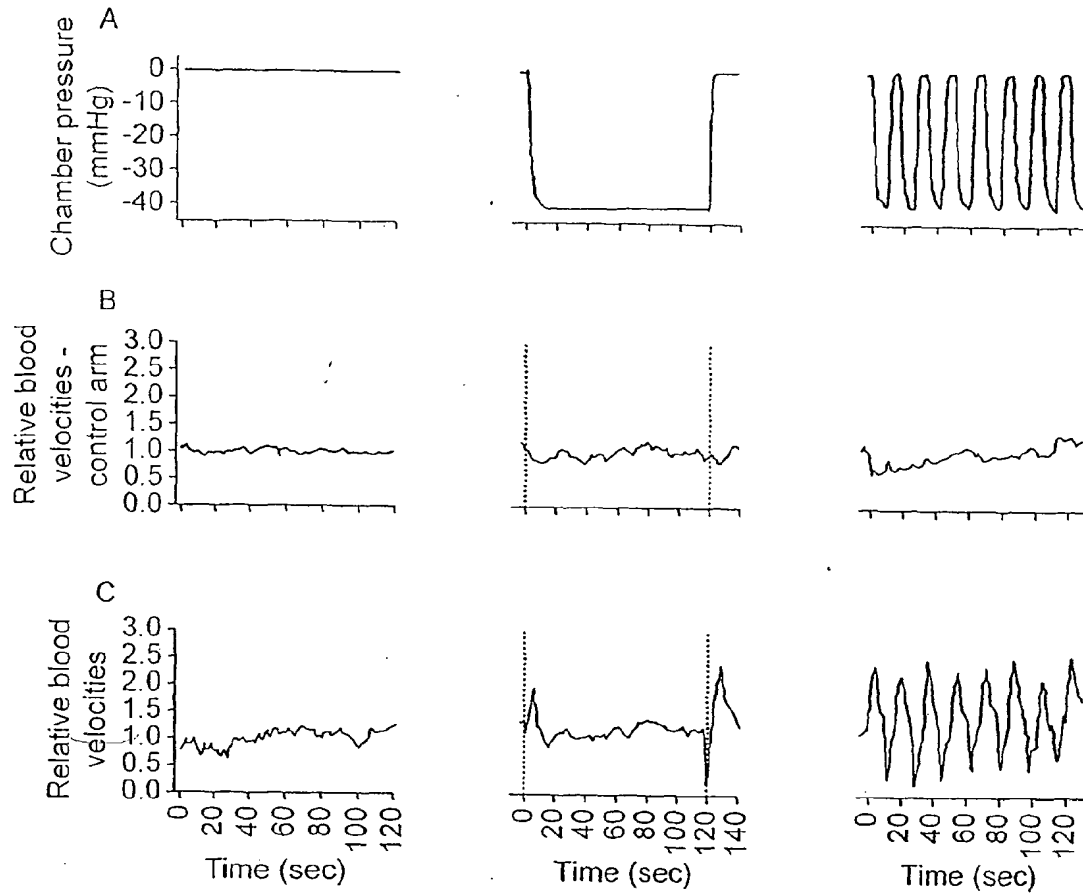 A
Chamber pressure
(mmHg)
0
-10
-20
-30
-40
B
Relative blood
velocities -
control arm
3.0
2.5
2.0
1.5
1.0
0.5
0.0
C
Relative blood
velocities
3.0
2.5
2.0
1.5
1.0
0.5
0.0
0 20 40 60 80 100 120
0 20 40 60 80 100 120 140
0 20 40 60 80 100 120
Time (sec)
Time (sec)
Time (sec)